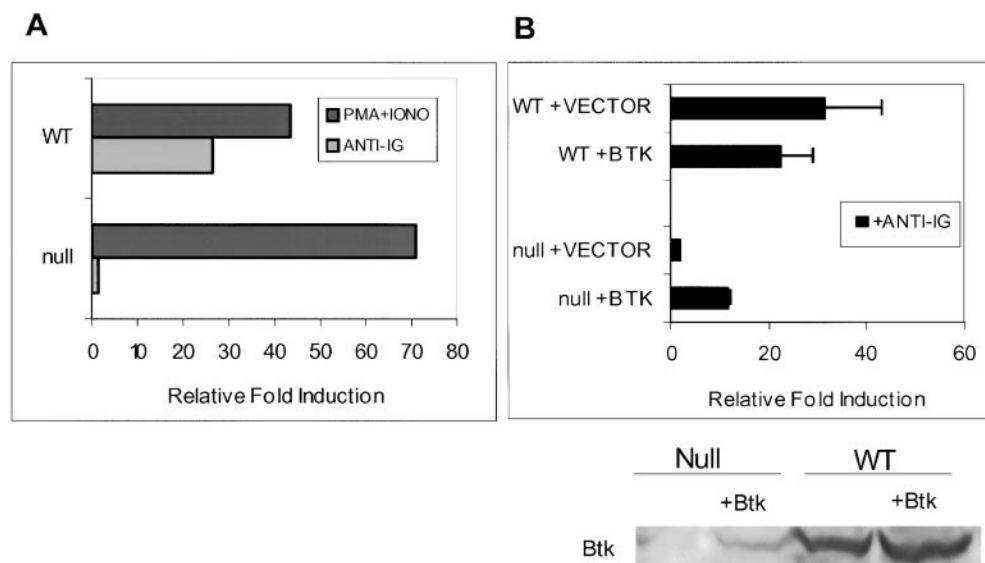 A
WT
null
PMA+IONO
ANTI-IG
0 10 20 30 40 50 60 70 80
Relative Fold Induction
B
WT +VECTOR
WT +BTK
null +VECTOR
null +BTK
+ANTI-IG
0 20 40 60
Relative Fold Induction
Null WT
+Btk +Btk
Btk